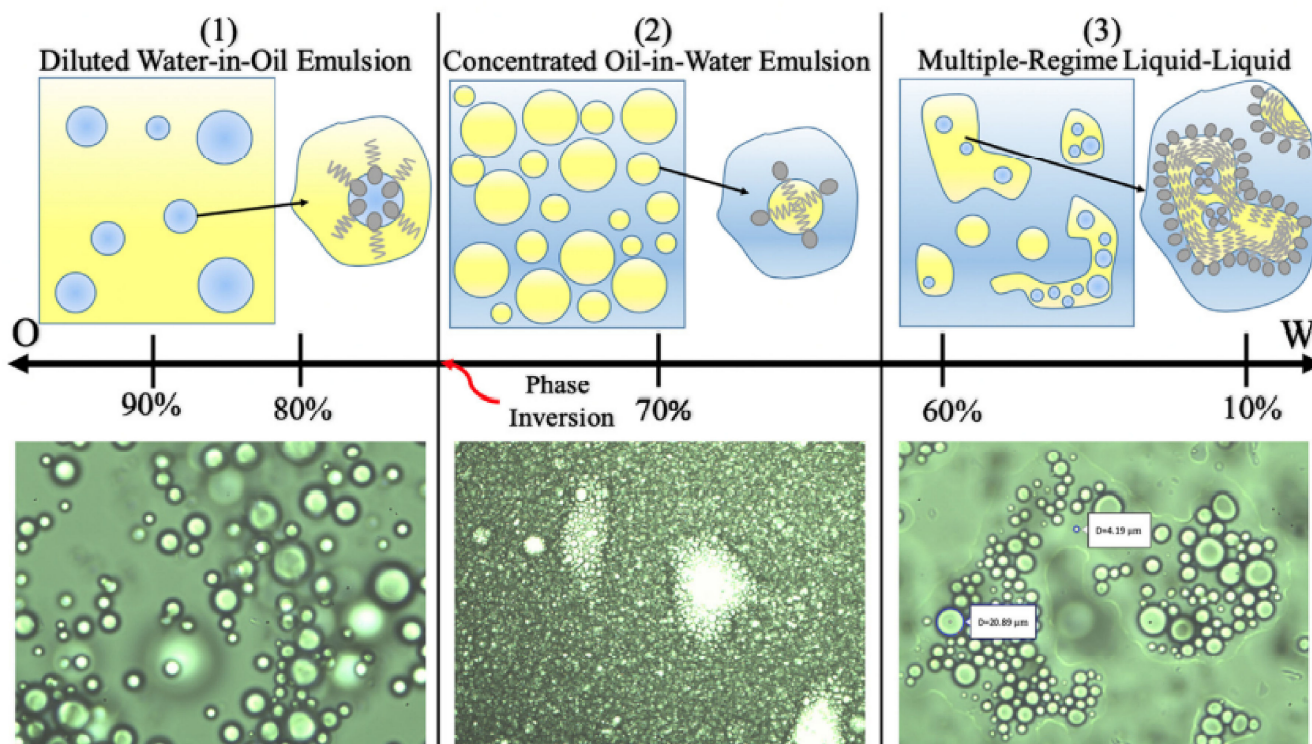 (1)
Diluted Water-in-Oil Emulsion
(2)
Concentrated Oil-in-Water Emulsion
(3)
Multiple-Regime Liquid-Liquid
O
W
90%
80%
Phase
Inversion
70%
60%
10%
D=4.19 µm
D=20.89 µm